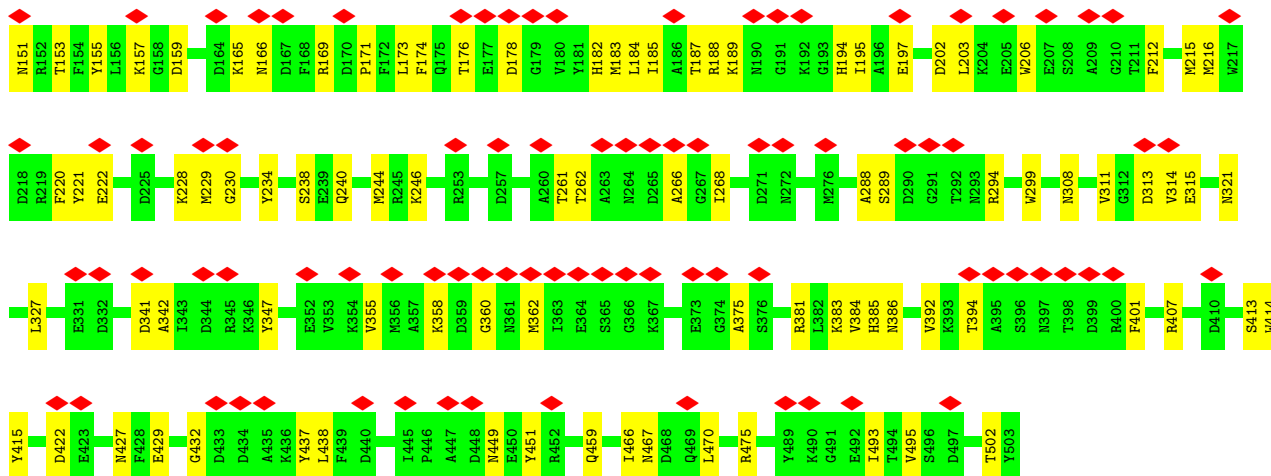 N151 R152 T153 F154 Y155 L156 K157 G158 D159 D164 K165 N166 D167 F168 R169 D170 P171 F172 L173 F174 Q175 T176 E177 D178 G179 V180 Y181 H182 M183 L184 I185 A186 T187 R188 K189 N190 G191 K192 G193 H194 I195 A196 E197 D202 L203 K204 E205 W206 E207 S208 A209 G210 T211 F212 M215 M216 W217
D218 R219 F220 Y221 E222 D225 K228 M229 G230 Y234 S238 E239 Q240 M244 R245 K246 R253 D257 A260 T261 T262 A263 N264 D265 A266 G267 I268 D271 N272 M276 A288 S289 D290 G291 T292 N293 R294 W299 N308 V311 G312 D313 V314 E315 N321
L327 E331 D332 D341 A342 I343 D344 R345 K346 Y347 E352 V353 K354 V355 M356 A357 K358 D359 G360 N361 M362 I363 E364 S365 G366 K367 E373 G374 A375 S376 R381 L382 K383 V384 H385 N386 V392 K393 T394 A395 S396 N397 T398 D399 R400 F401 R407 D410 S413 W414
Y415 D422 E423 N427 F428 E429 G432 D433 D434 A435 K436 Y437 L438 F439 D440 I445 P446 A447 D448 N449 E450 Y451 R452 Q459 I466 N467 D468 Q469 L470 R475 Y489 K490 G491 E492 I493 T494 V495 S496 D497 T502 Y503